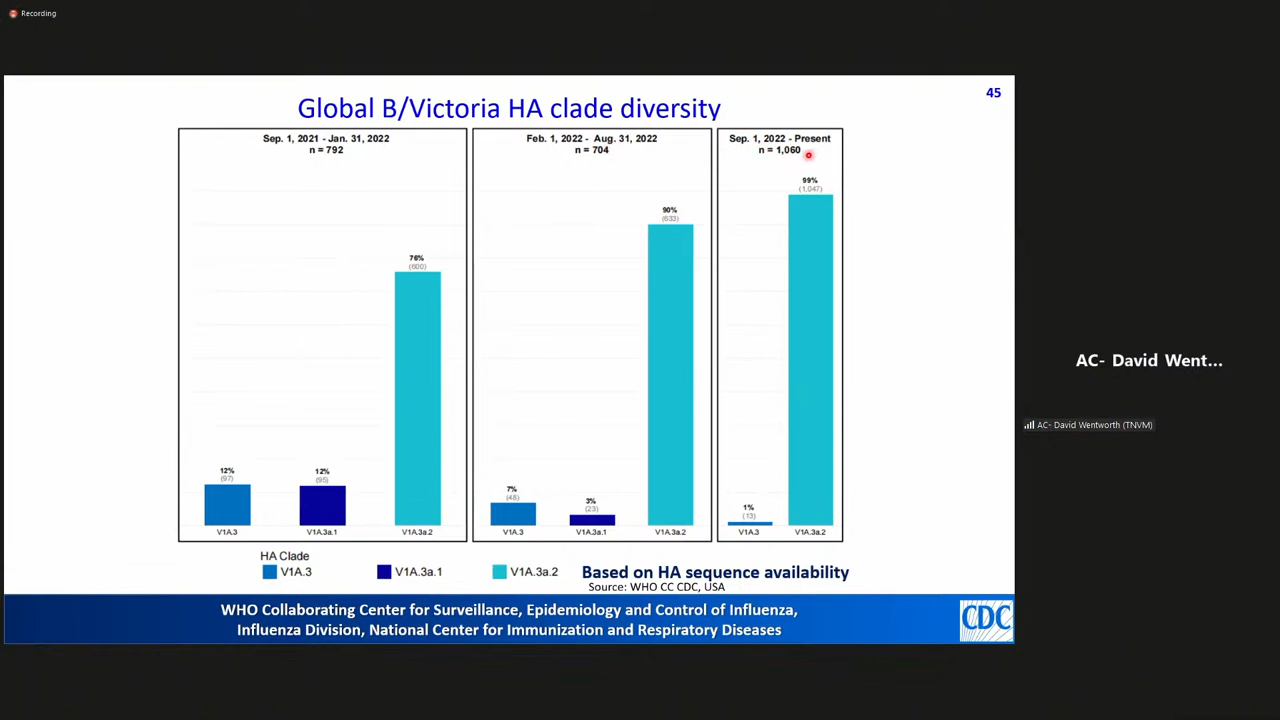 Recording
45
Global B/Victoria HA clade diversity
Sep. 1, 2021 - Jan. 31, 2022
n = 792
76%
(600)
12%
(97)
12%
(95)
V1A.3
V1A.3a.1
V1A.3a.2
Feb. 1, 2022 - Aug. 31, 2022
n = 704
90%
(633)
7%
(48)
3%
(23)
V1A.3
V1A.3a.1
V1A.3a.2
Sep. 1, 2022 - Present
n = 1,060
99%
(1,047)
1%
(13)
V1A.3
V1A.3a.2
HA Clade
V1A.3
V1A.3a.1
V1A.3a.2
Based on HA sequence availability
Source: WHO CC CDC, USA
WHO Collaborating Center for Surveillance, Epidemiology and Control of Influenza,
Influenza Division, National Center for Immunization and Respiratory Diseases
CDC
AC- David Went...
AC- David Wentworth (TNVM)